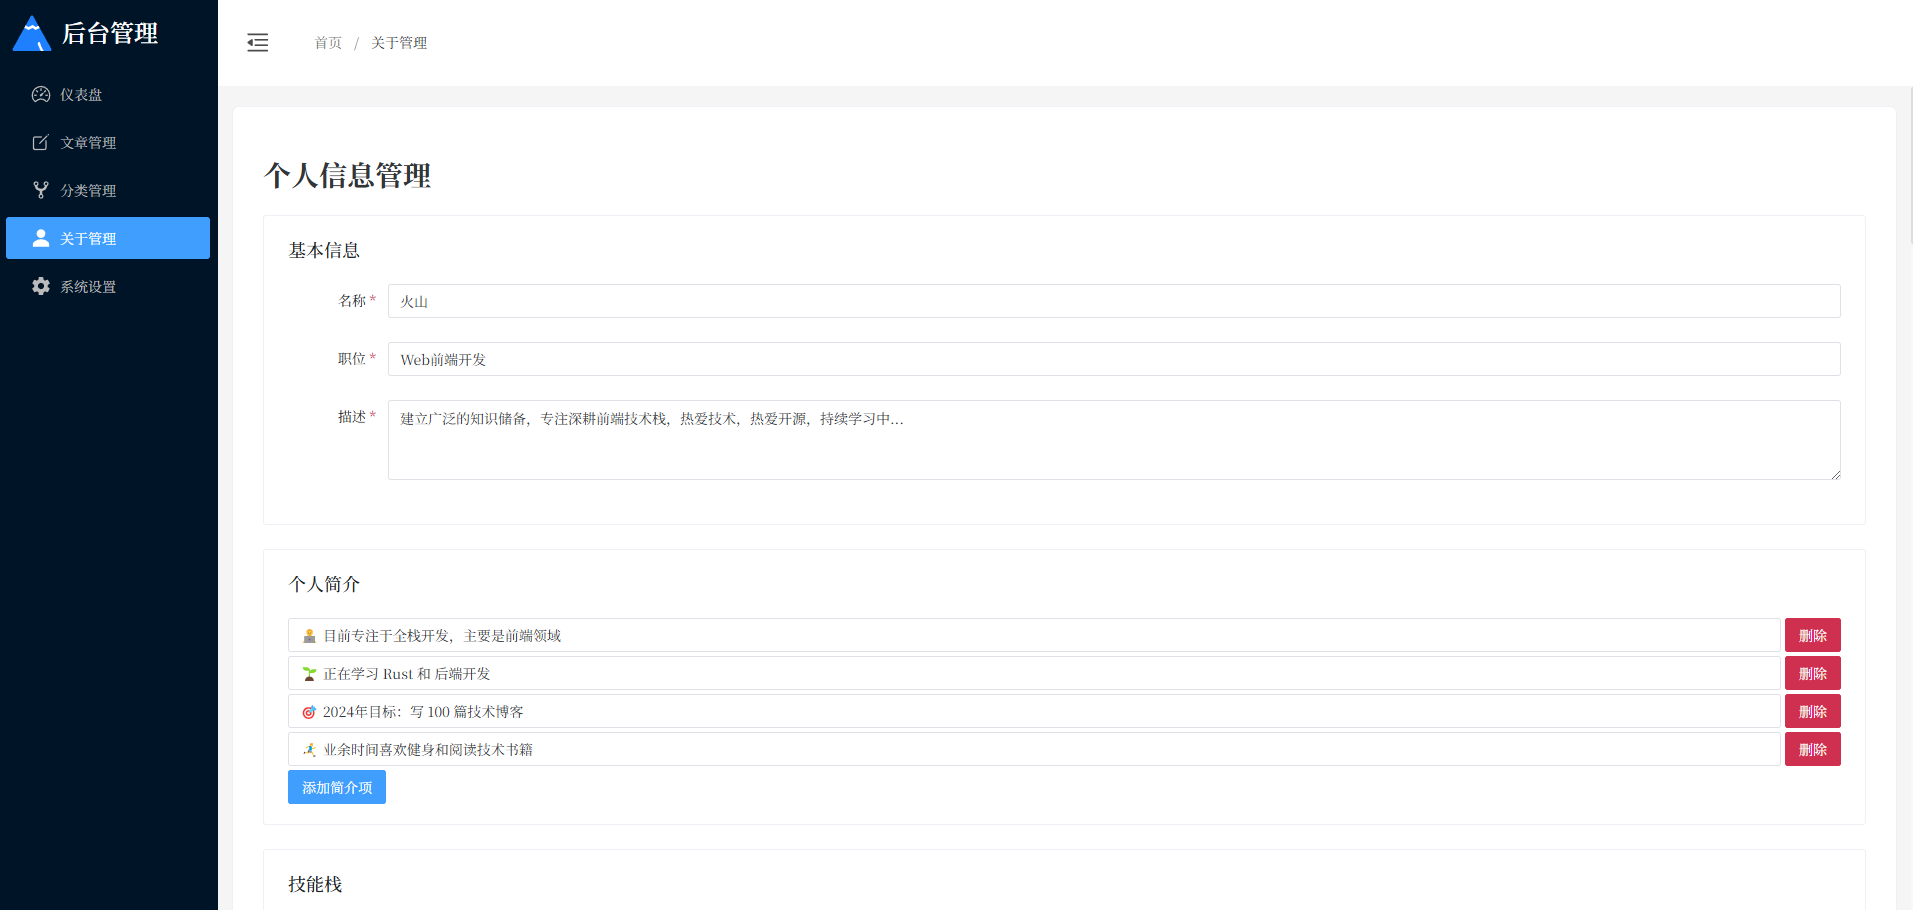 后台管理
仪表盘
文章管理
分类管理
关于管理
系统设置
首页 / 关于管理
个人信息管理
基本信息
名称 *
火山
职位 *
Web前端开发
描述 *
建立广泛的知识储备，专注深耕前端技术栈，热爱技术，热爱开源，持续学习中...
个人简介
🧑‍💻 目前专注于全栈开发，主要是前端领域 删除
🌱 正在学习 Rust 和 后端开发 删除
🎯 2024年目标：写 100 篇技术博客 删除
🏃 业余时间喜欢健身和阅读技术书籍 删除
添加简介项
技能栈